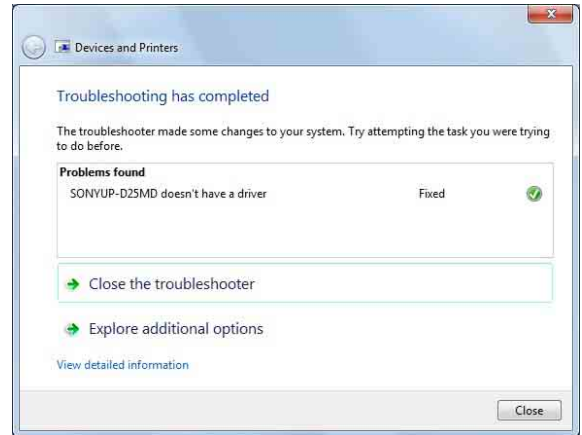 Devices and Printers
Troubleshooting has completed
The troubleshooter made some changes to your system. Try attempting the task you were trying
to do before.
Problems found
SONYUP-D25MD doesn't have a driver Fixed
Close the troubleshooter
Explore additional options
View detailed information
Close